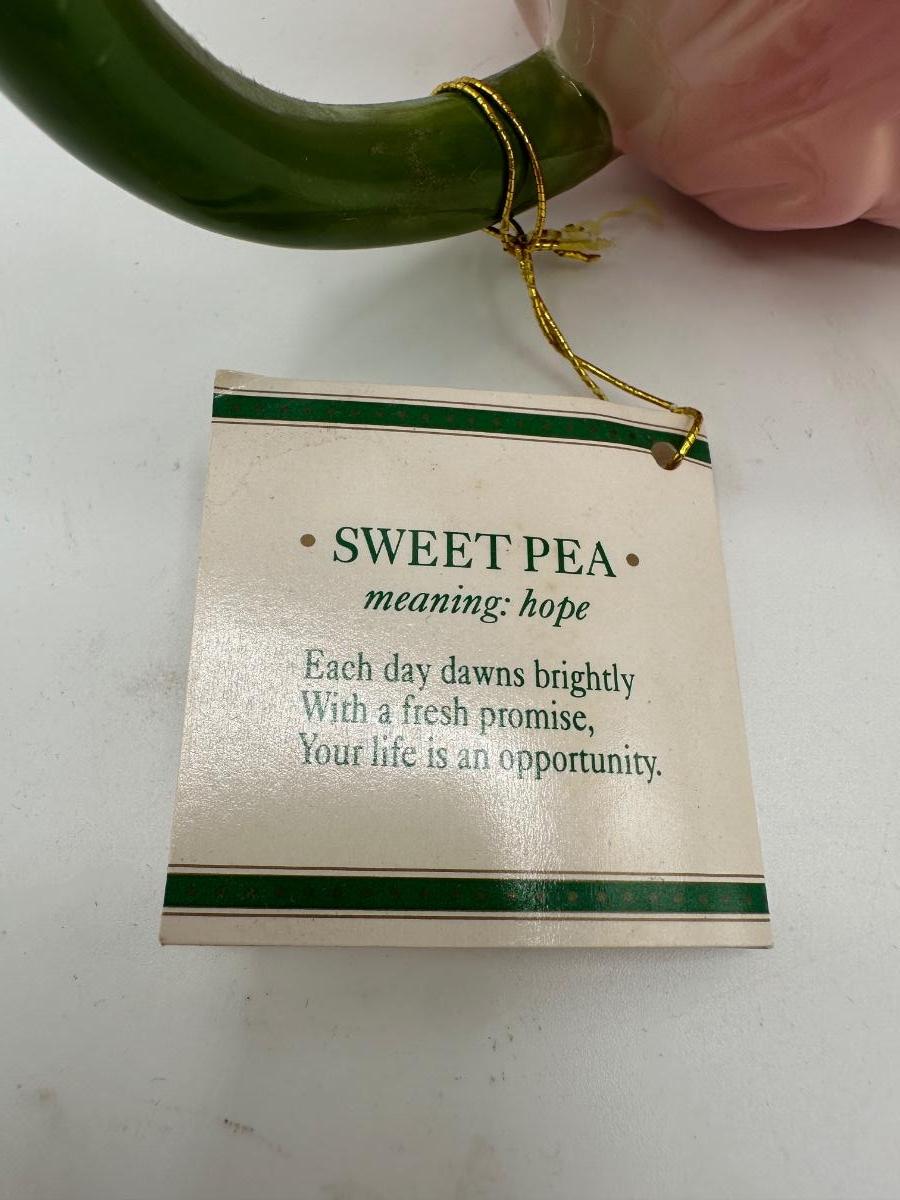 • SWEET PEA •
meaning: hope
Each day dawns brightly
With a fresh promise,
Your life is an opportunity.